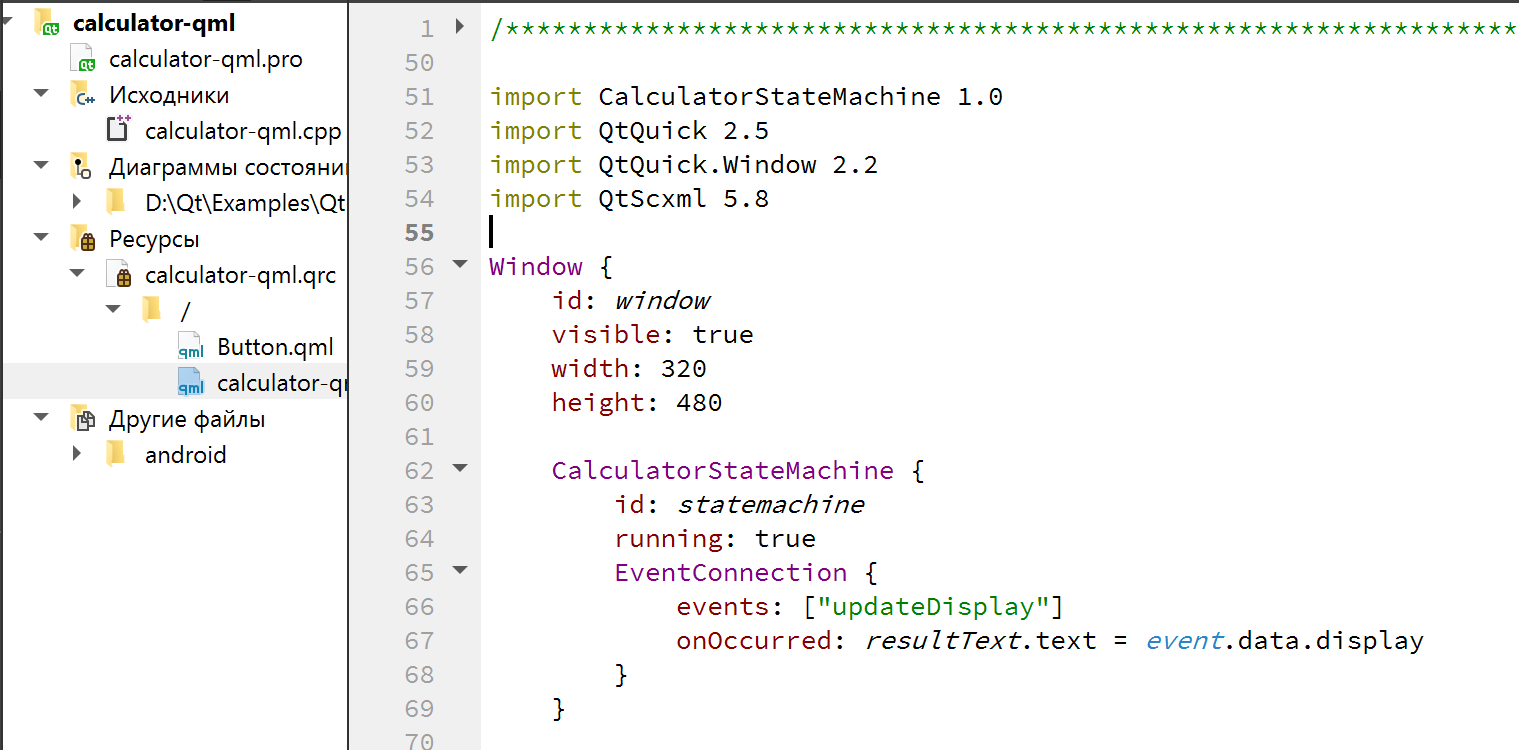 calculator-qml
calculator-qml.pro
Исходники
calculator-qml.cpp
Диаграммы состояни
D:\Qt\Examples\Qt
Ресурсы
calculator-qml.qrc
/
Button.qml
calculator-q
Другие файлы
android
1 /*****************************************************************
50
51 import CalculatorStateMachine 1.0
52 import QtQuick 2.5
53 import QtQuick.Window 2.2
54 import QtScxml 5.8
55
56 Window {
57     id: window
58     visible: true
59     width: 320
60     height: 480
61
62     CalculatorStateMachine {
63         id: statemachine
64         running: true
65         EventConnection {
66             events: ["updateDisplay"]
67             onOccurred: resultText.text = event.data.display
68         }
69     }
70